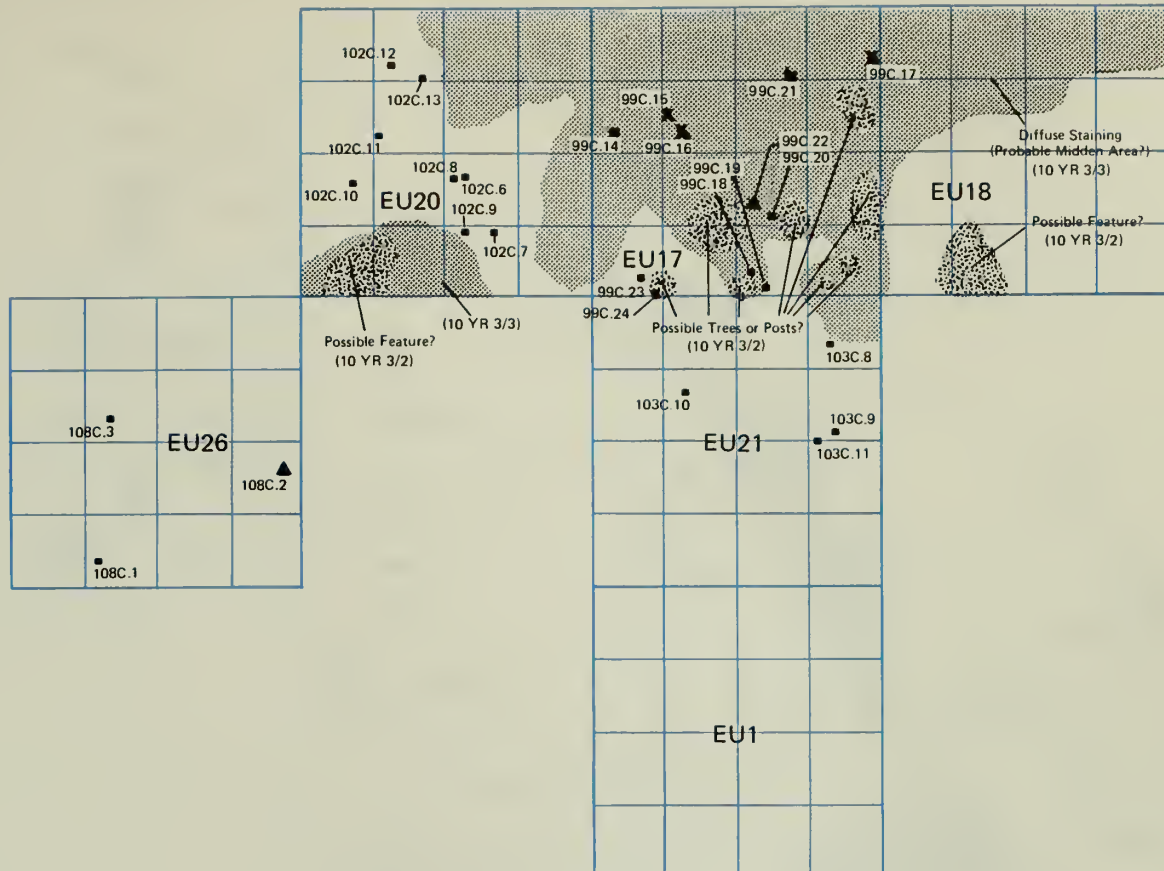 102C.12
102C.13
102C.11
102C.10
102C.8
102C.6
EU20
102C.9
102C.7
99C.15
99C.14
99C.16
99C.21
99C.17
99C.22
99C.20
99C.19
99C.18
Diffuse Staining
(Probable Midden Area?)
(10 YR 3/3)
EU18
Possible Feature?
(10 YR 3/2)
EU17
99C.23
99C.24
Possible Trees or Posts?
(10 YR 3/2)
(10 YR 3/3)
Possible Feature?
(10 YR 3/2)
103C.8
103C.10
103C.9
EU21
103C.11
108C.3
EU26
108C.2
108C.1
EU1